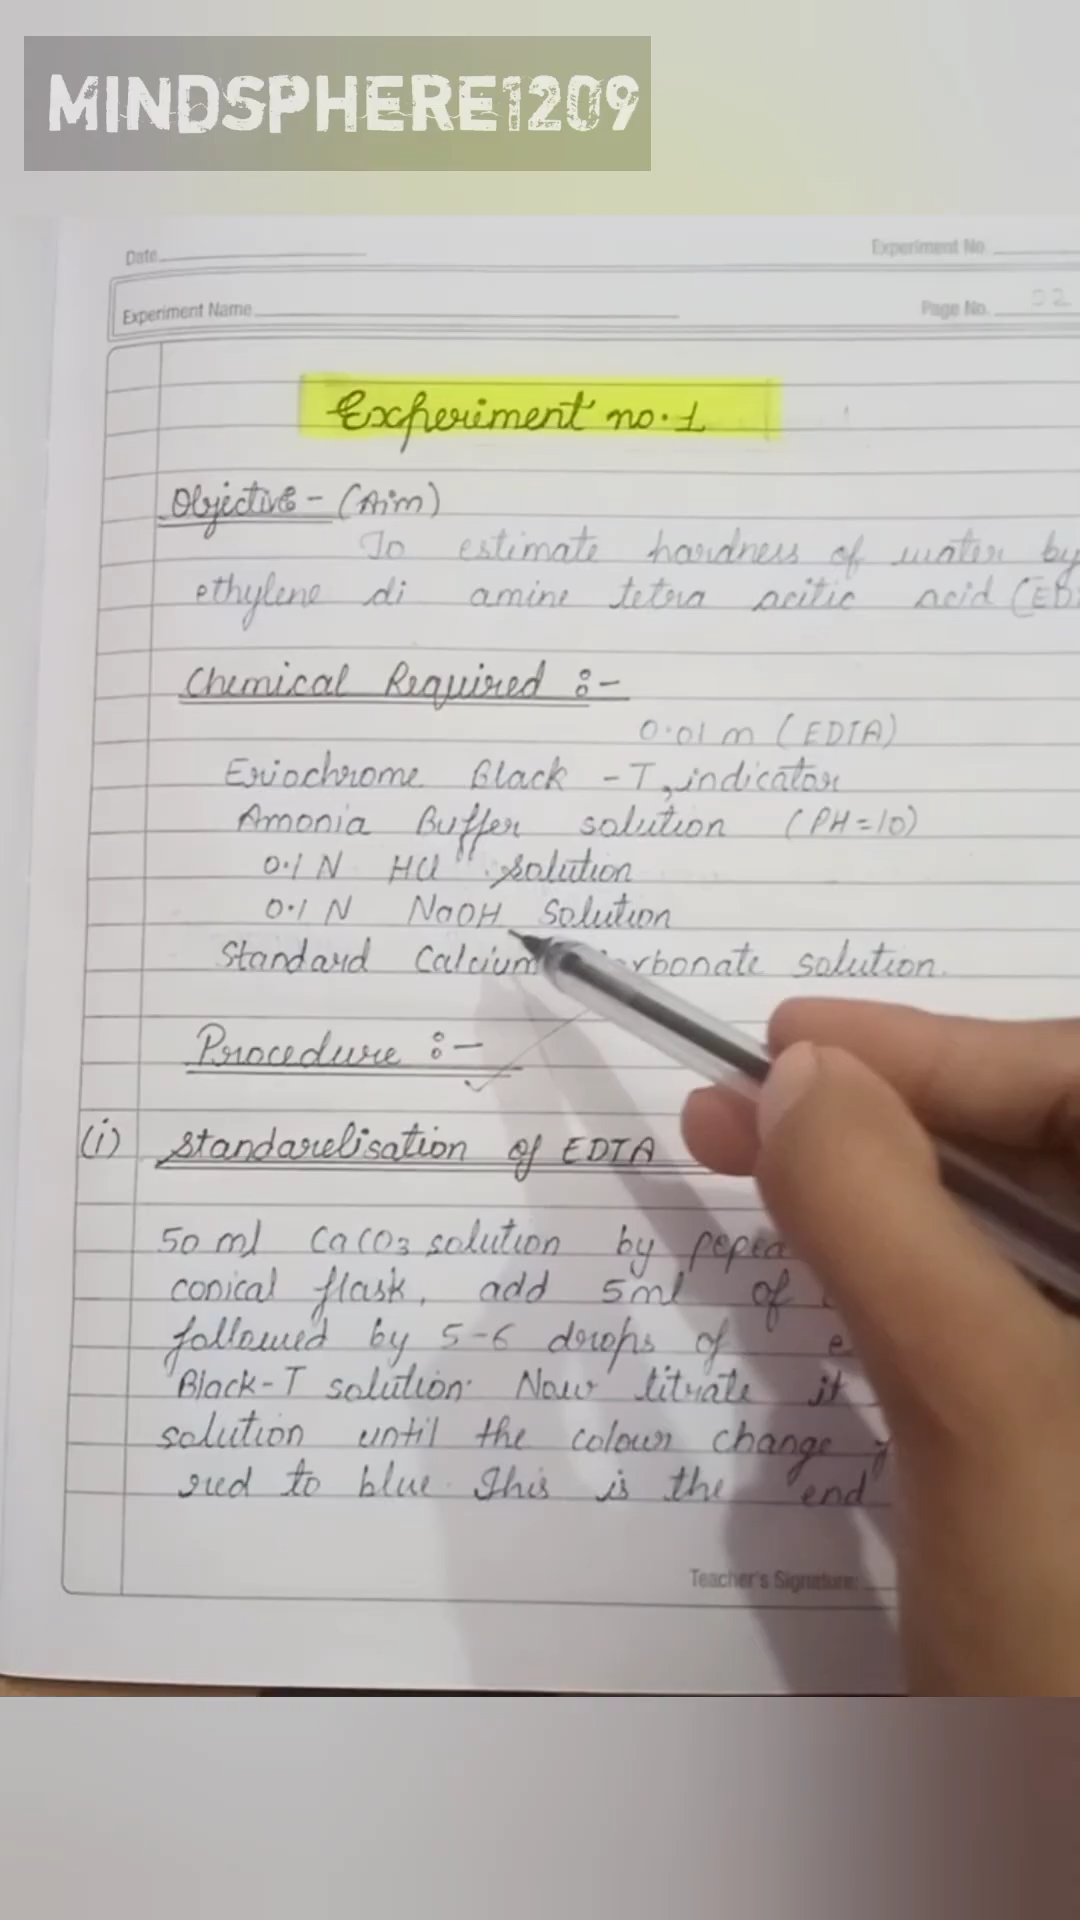 MINDSPHERE1209
Date
Experiment No.
Experiment Name
Page No. 02
Experiment no. 1
Objective - (Aim)
To estimate hardness of water by
ethylene di amine tetra acitic acid (ED
Chemical Required :-
0.01 m (EDTA)
Eriochrome Black - T, indicator
Amonia Buffer solution (PH = 10)
0.1 N HCl solution
0.1 N NaOH Solution
Standard Calcium rbonate solution.
Procedure :-
(i) Standarelisation of EDTA
50 ml CaCO3 solution by
conical flask, add 5ml of
followed by 5-6 drops of e
Black-T solution. Now titrate it
solution until the colour change
red to blue. This is the end
Teacher's Signature: